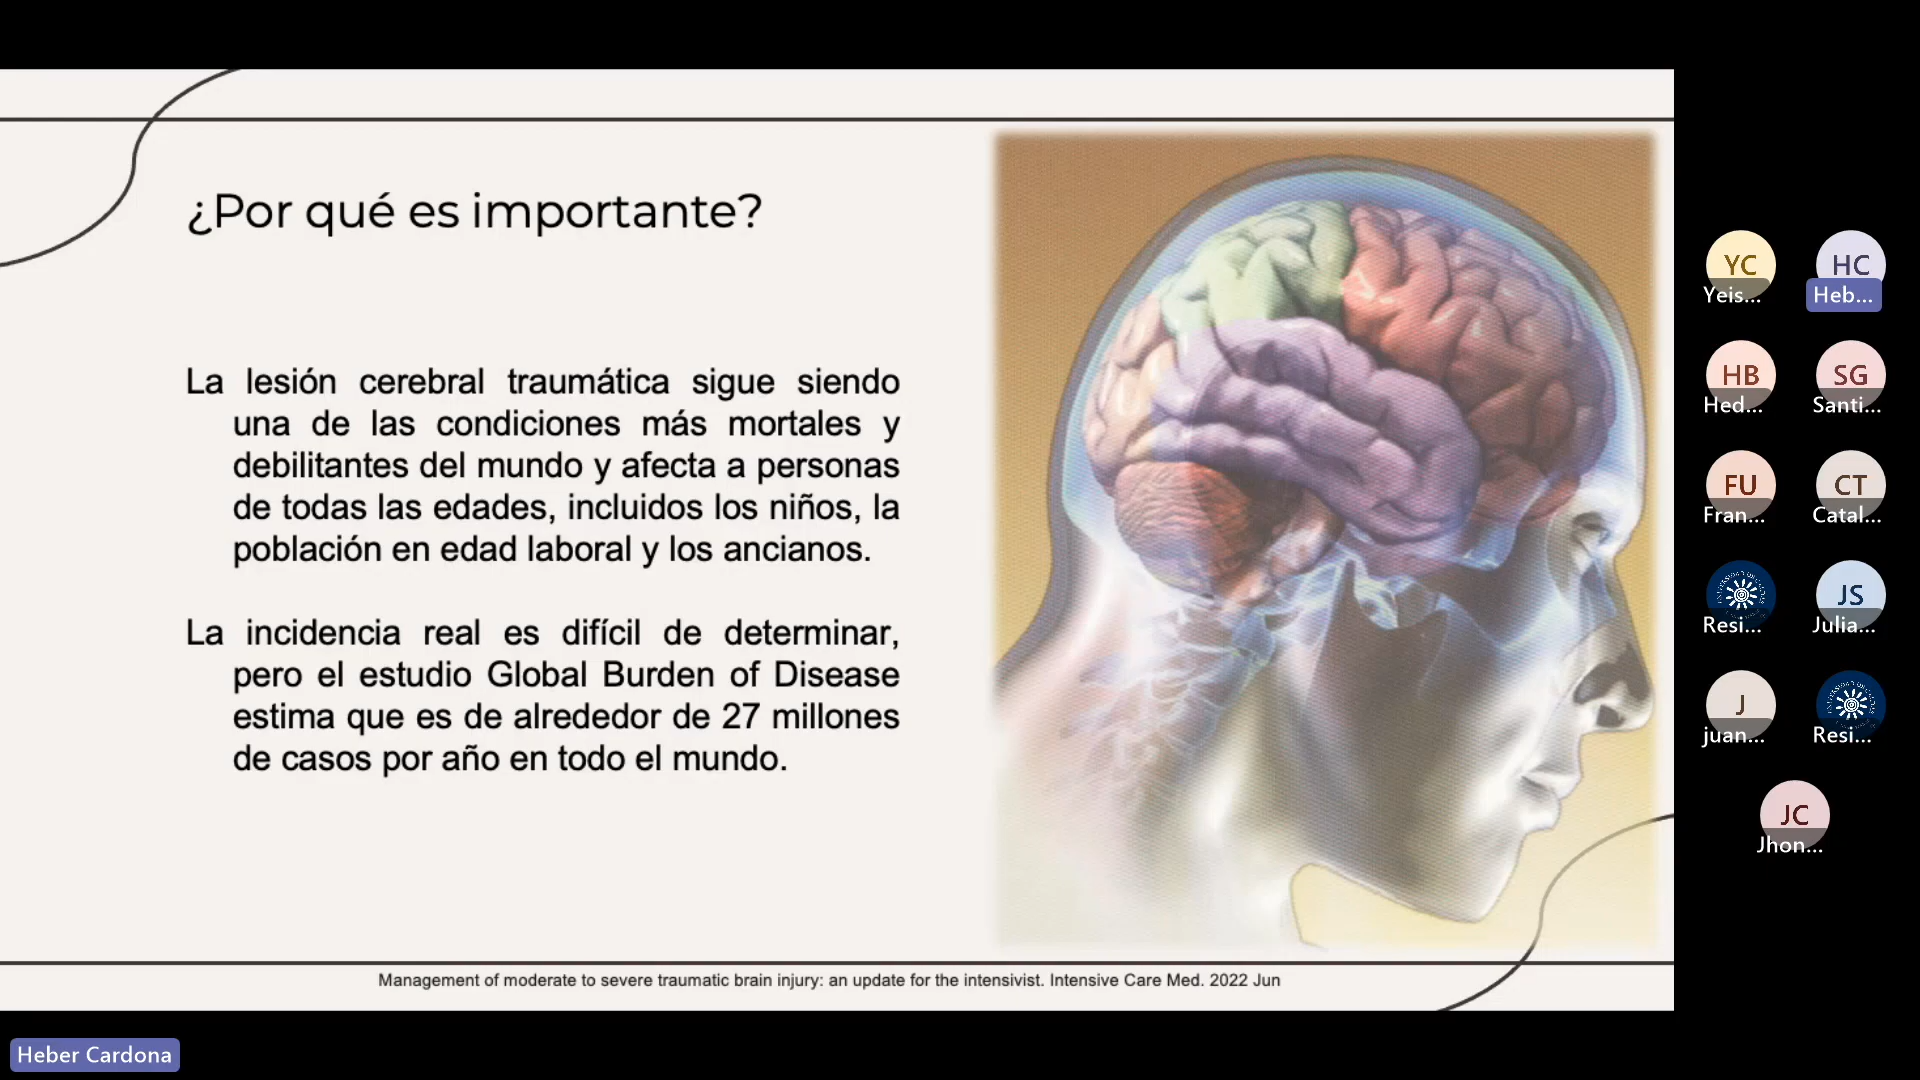 ¿Por qué es importante?
La lesión cerebral traumática sigue siendo
una de las condiciones más mortales y
debilitantes del mundo y afecta a personas
de todas las edades, incluidos los niños, la
población en edad laboral y los ancianos.
La incidencia real es difícil de determinar,
pero el estudio Global Burden of Disease
estima que es de alrededor de 27 millones
de casos por año en todo el mundo.
Management of moderate to severe traumatic brain injury: an update for the intensivist. Intensive Care Med. 2022 Jun
YC
Yeis...
HC
Heb...
HB
Hed...
SG
Santi...
FU
Fran...
CT
Catal...
Resi...
JS
Julia...
J
juan...
Resi...
JC
Jhon...
Heber Cardona